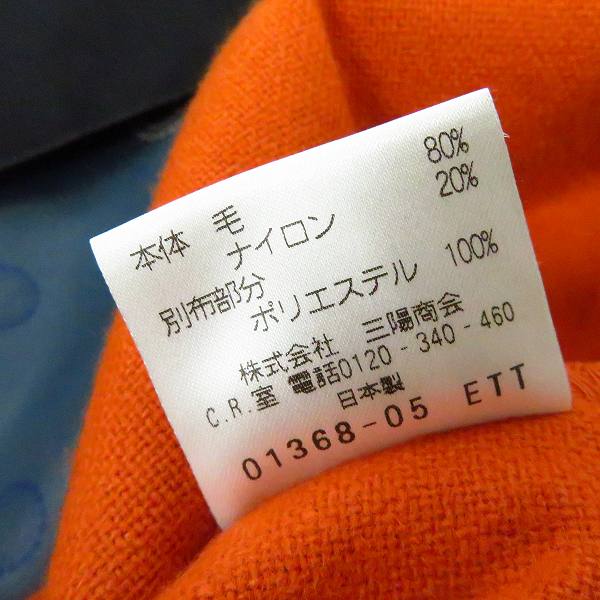 本体 毛 80%
ナイロン 20%
別布部分
ポリエステル 100%
株式会社 三陽商会
C.R.室 電話0120-340-460
日本製
01368-05 ETT